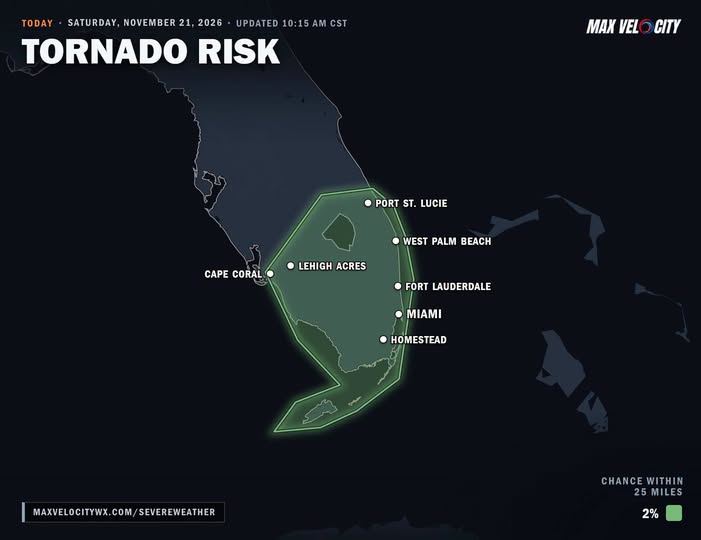 TODAY · SATURDAY, NOVEMBER 21, 2026 · UPDATED 10:15 AM CST
MAX VELOCITY
TORNADO RISK
PORT ST. LUCIE
WEST PALM BEACH
LEHIGH ACRES
CAPE CORAL
FORT LAUDERDALE
MIAMI
HOMESTEAD
CHANCE WITHIN
25 MILES
2%
MAXVELOCITYWX.COM/SEVEREWEATHER